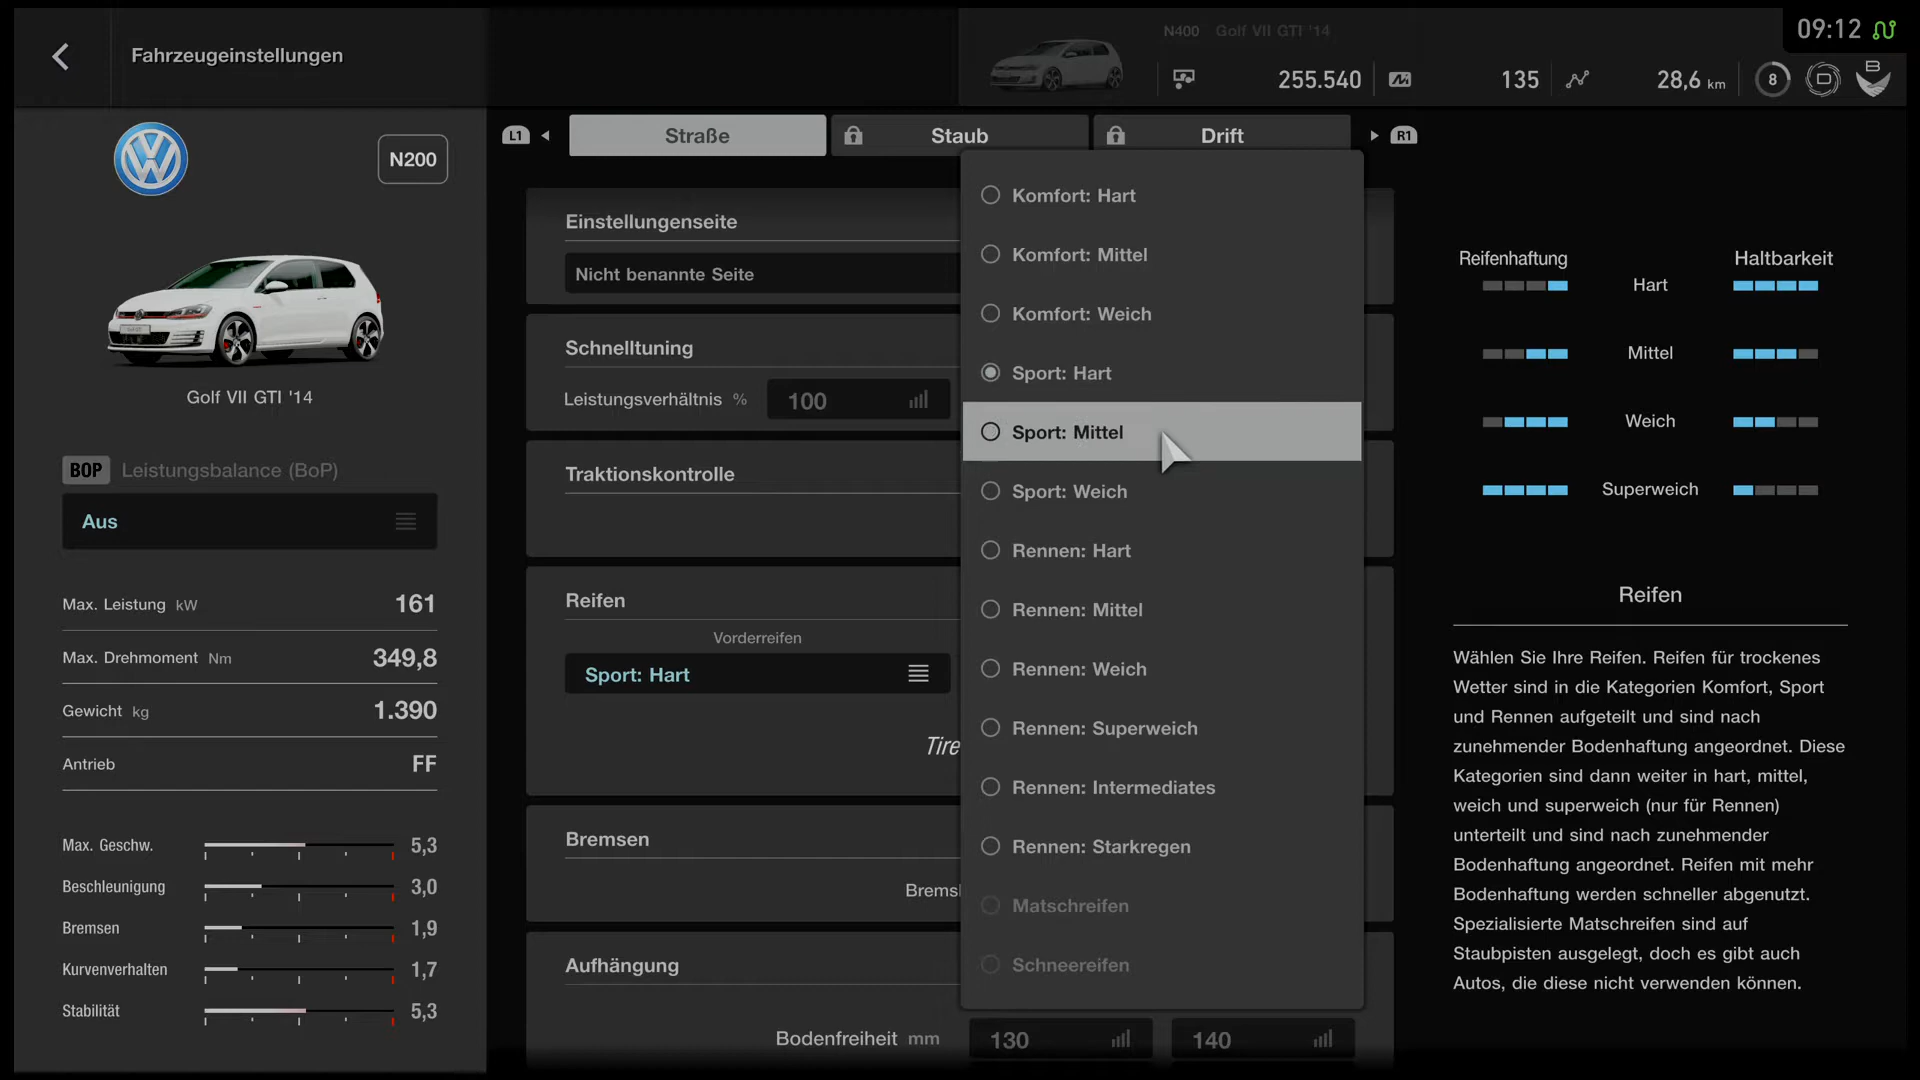 Fahrzeugeinstellungen
N400 Golf VII GTI '14
255.540
135
28,6 km
8
B
09:12
N200
Golf VII GTI '14
BOP Leistungsbalance (BoP)
Aus
Max. Leistung kW 161
Max. Drehmoment Nm 349,8
Gewicht kg 1.390
Antrieb FF
Max. Geschw. 5,3
Beschleunigung 3,0
Bremsen 1,9
Kurvenverhalten 1,7
Stabilität 5,3
L1 Straße Staub Drift R1
Einstellungenseite
Nicht benannte Seite
Schnelltuning
Leistungsverhältnis % 100
Traktionskontrolle
Reifen
Vorderreifen
Sport: Hart
Tire
Bremsen
Aufhängung
Bodenfreiheit mm 130 140
Komfort: Hart
Komfort: Mittel
Komfort: Weich
Sport: Hart
Sport: Mittel
Sport: Weich
Rennen: Hart
Rennen: Mittel
Rennen: Weich
Rennen: Superweich
Rennen: Intermediates
Rennen: Starkregen
Matschreifen
Schneereifen
Reifenhaftung Haltbarkeit
Hart
Mittel
Weich
Superweich
Reifen
Wählen Sie Ihre Reifen. Reifen für trockenes
Wetter sind in die Kategorien Komfort, Sport
und Rennen aufgeteilt und sind nach
zunehmender Bodenhaftung angeordnet. Diese
Kategorien sind dann weiter in hart, mittel,
weich und superweich (nur für Rennen)
unterteilt und sind nach zunehmender
Bodenhaftung angeordnet. Reifen mit mehr
Bodenhaftung werden schneller abgenutzt.
Spezialisierte Matschreifen sind auf
Staubpisten ausgelegt, doch es gibt auch
Autos, die diese nicht verwenden können.